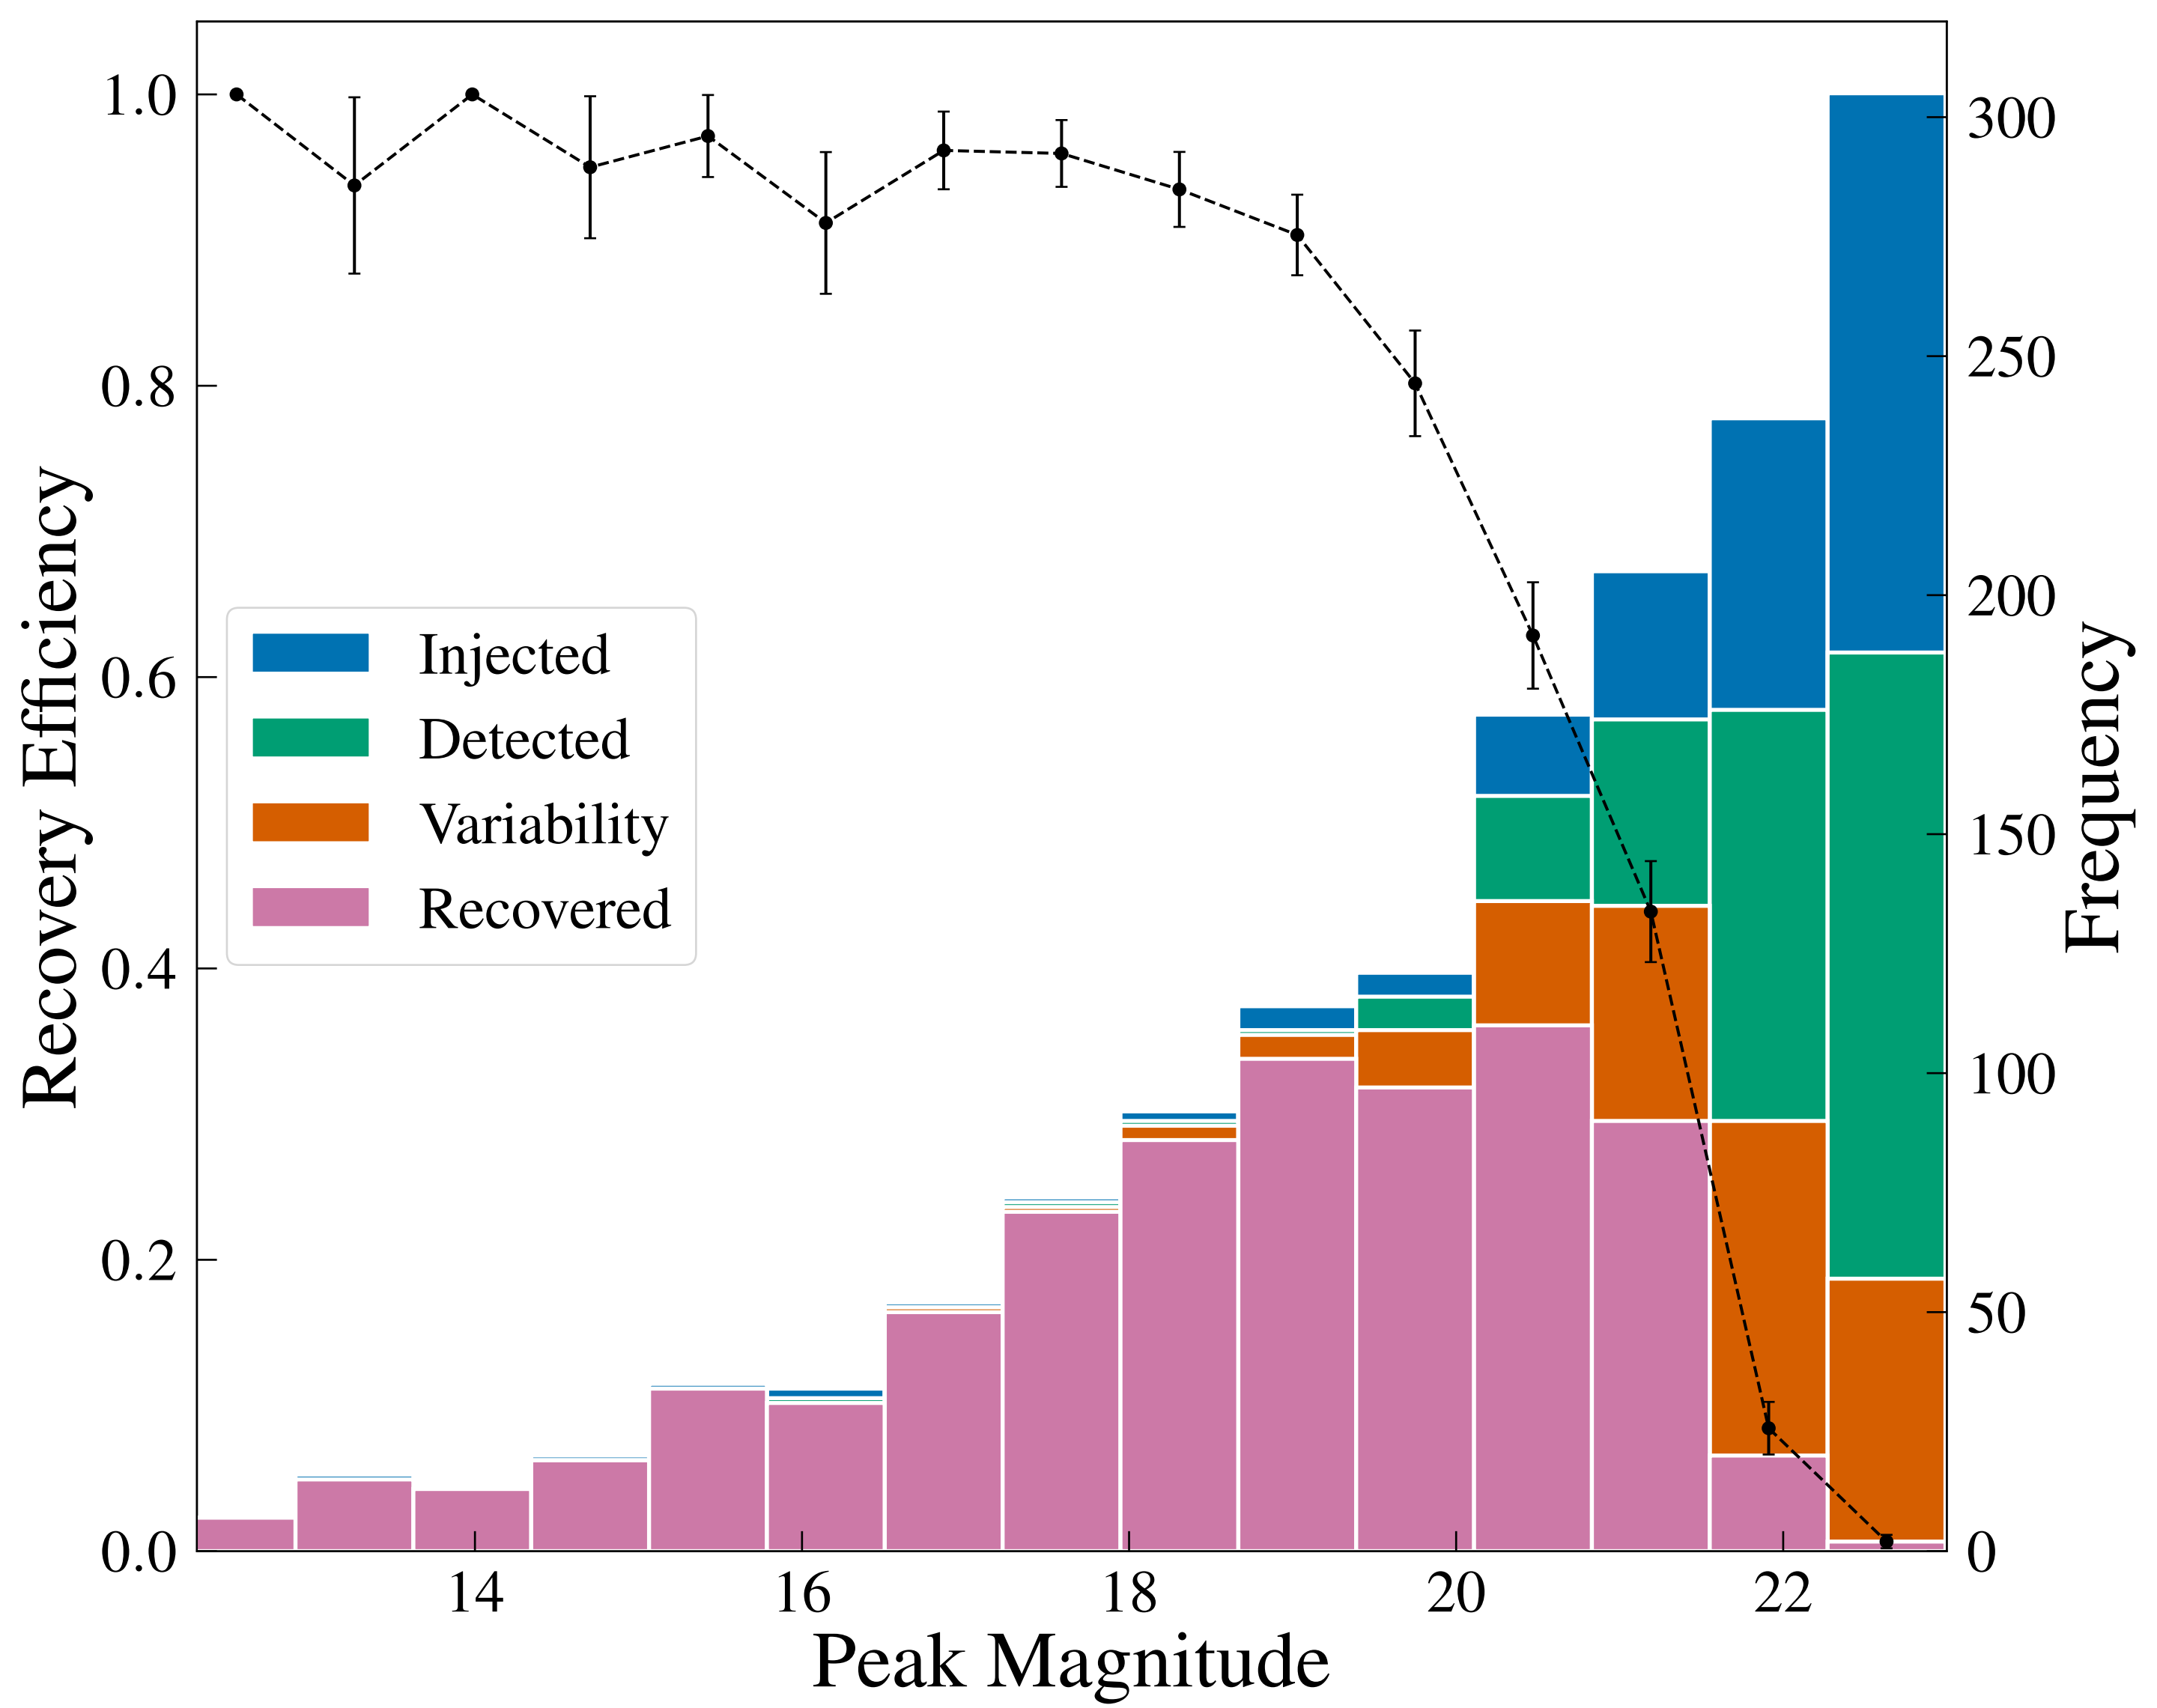 Recovery Efficiency
1.0
0.8
0.6
0.4
0.2
0.0
Injected
Detected
Variability
Recovered
300
250
200
150
100
50
0
Frequency
14
16
18
20
22
Peak Magnitude